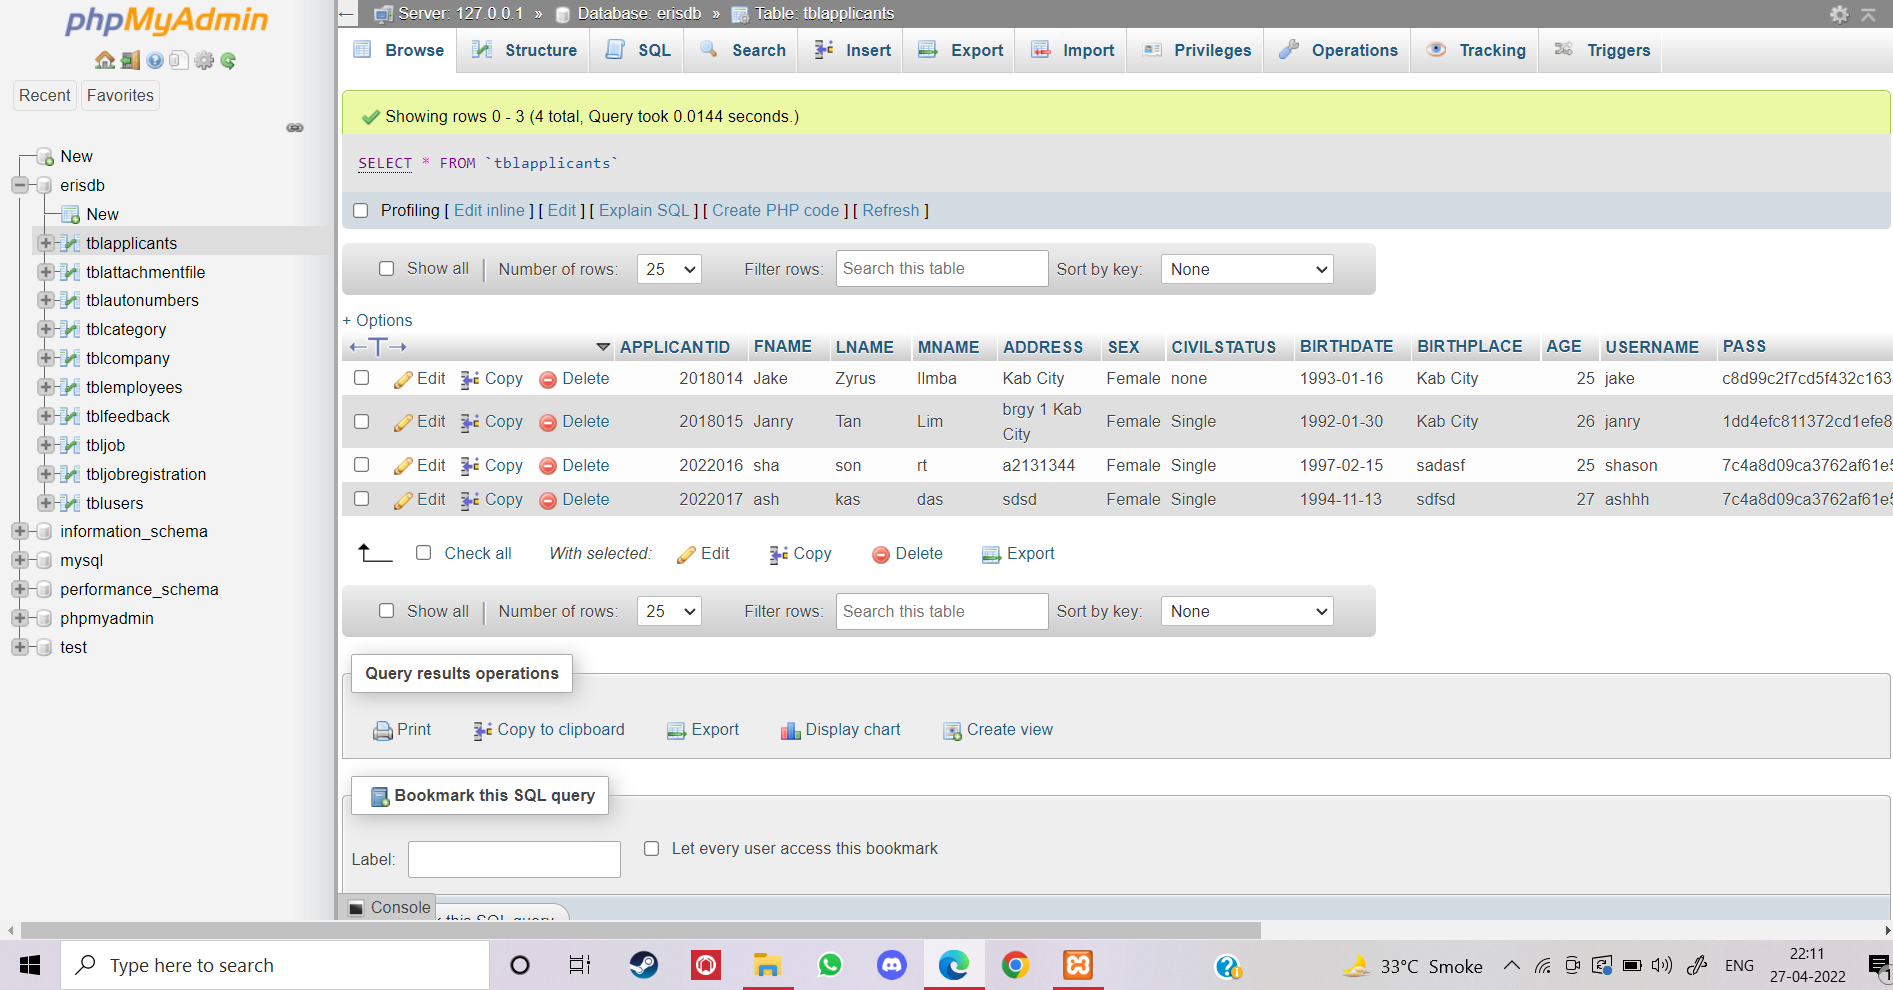 phpMyAdmin
Recent Favorites
New
erisdb
New
tblapplicants
tblattachmentfile
tblautonumbers
tblcategory
tblcompany
tblemployees
tblfeedback
tbljob
tbljobregistration
tblusers
information_schema
mysql
performance_schema
phpmyadmin
test
Server: 127.0.0.1 » Database: erisdb » Table: tblapplicants
Browse Structure SQL Search Insert Export Import Privileges Operations Tracking Triggers
Showing rows 0 - 3 (4 total, Query took 0.0144 seconds.)
SELECT * FROM `tblapplicants`
Profiling [ Edit inline ] [ Edit ] [ Explain SQL ] [ Create PHP code ] [ Refresh ]
Show all Number of rows: 25 Filter rows: Search this table Sort by key: None
+ Options
←T→ APPLICANTID FNAME LNAME MNAME ADDRESS SEX CIVILSTATUS BIRTHDATE BIRTHPLACE AGE USERNAME PASS
Edit Copy Delete 2018014 Jake Zyrus Ilmba Kab City Female none 1993-01-16 Kab City 25 jake c8d99c2f7cd5f432c163
Edit Copy Delete 2018015 Janry Tan Lim brgy 1 Kab City Female Single 1992-01-30 Kab City 26 janry 1dd4efc811372cd1efe8
Edit Copy Delete 2022016 sha son rt a2131344 Female Single 1997-02-15 sadasf 25 shason 7c4a8d09ca3762af61e5
Edit Copy Delete 2022017 ash kas das sdsd Female Single 1994-11-13 sdfsd 27 ashhh 7c4a8d09ca3762af61e5
Check all With selected: Edit Copy Delete Export
Show all Number of rows: 25 Filter rows: Search this table Sort by key: None
Query results operations
Print Copy to clipboard Export Display chart Create view
Bookmark this SQL query
Label: Let every user access this bookmark
Console this SQL query
Type here to search
33°C Smoke ENG 22:11
27-04-2022
1